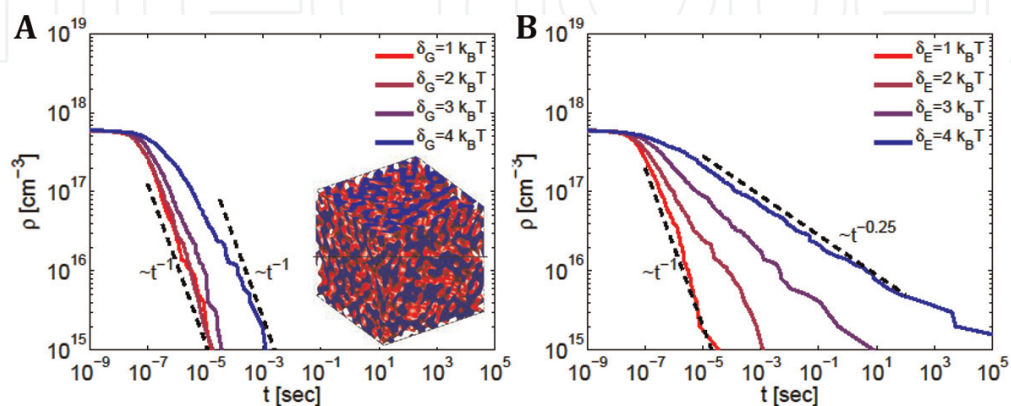 A
B
10^19
10^18
10^17
10^16
10^15
ρ [cm^-3]
δ_G=1 k_BT
δ_G=2 k_BT
δ_G=3 k_BT
δ_G=4 k_BT
~t^-1
~t^-1
10^-9
10^-7
10^-5
10^-3
10^-1
10^1
10^3
10^5
t [sec]
10^19
10^18
10^17
10^16
10^15
ρ [cm^-3]
δ_E=1 k_BT
δ_E=2 k_BT
δ_E=3 k_BT
δ_E=4 k_BT
~t^-0.25
~t^-1
10^-9
10^-7
10^-5
10^-3
10^-1
10^1
10^3
10^5
t [sec]